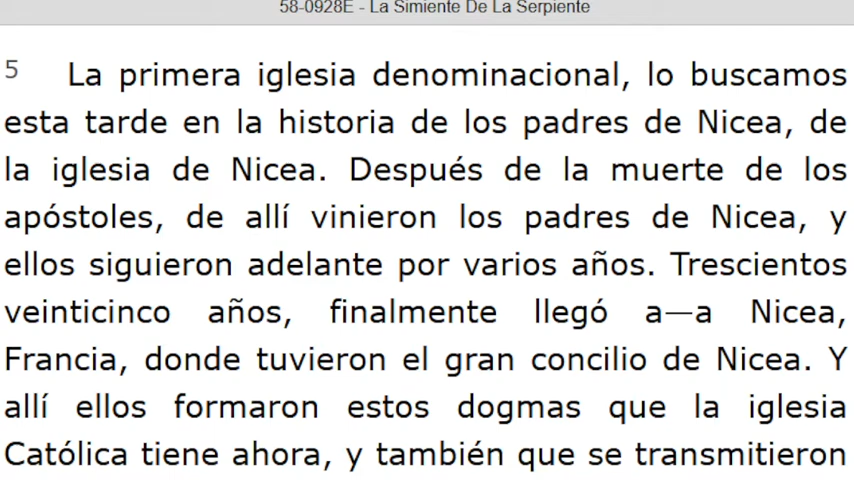 58-0928E - La Simiente De La Serpiente
5 La primera iglesia denominacional, lo buscamos
esta tarde en la historia de los padres de Nicea, de
la iglesia de Nicea. Después de la muerte de los
apóstoles, de allí vinieron los padres de Nicea, y
ellos siguieron adelante por varios años. Trescientos
veinticinco años, finalmente llegó a—a Nicea,
Francia, donde tuvieron el gran concilio de Nicea. Y
allí ellos formaron estos dogmas que la iglesia
Católica tiene ahora, y también que se transmitieron